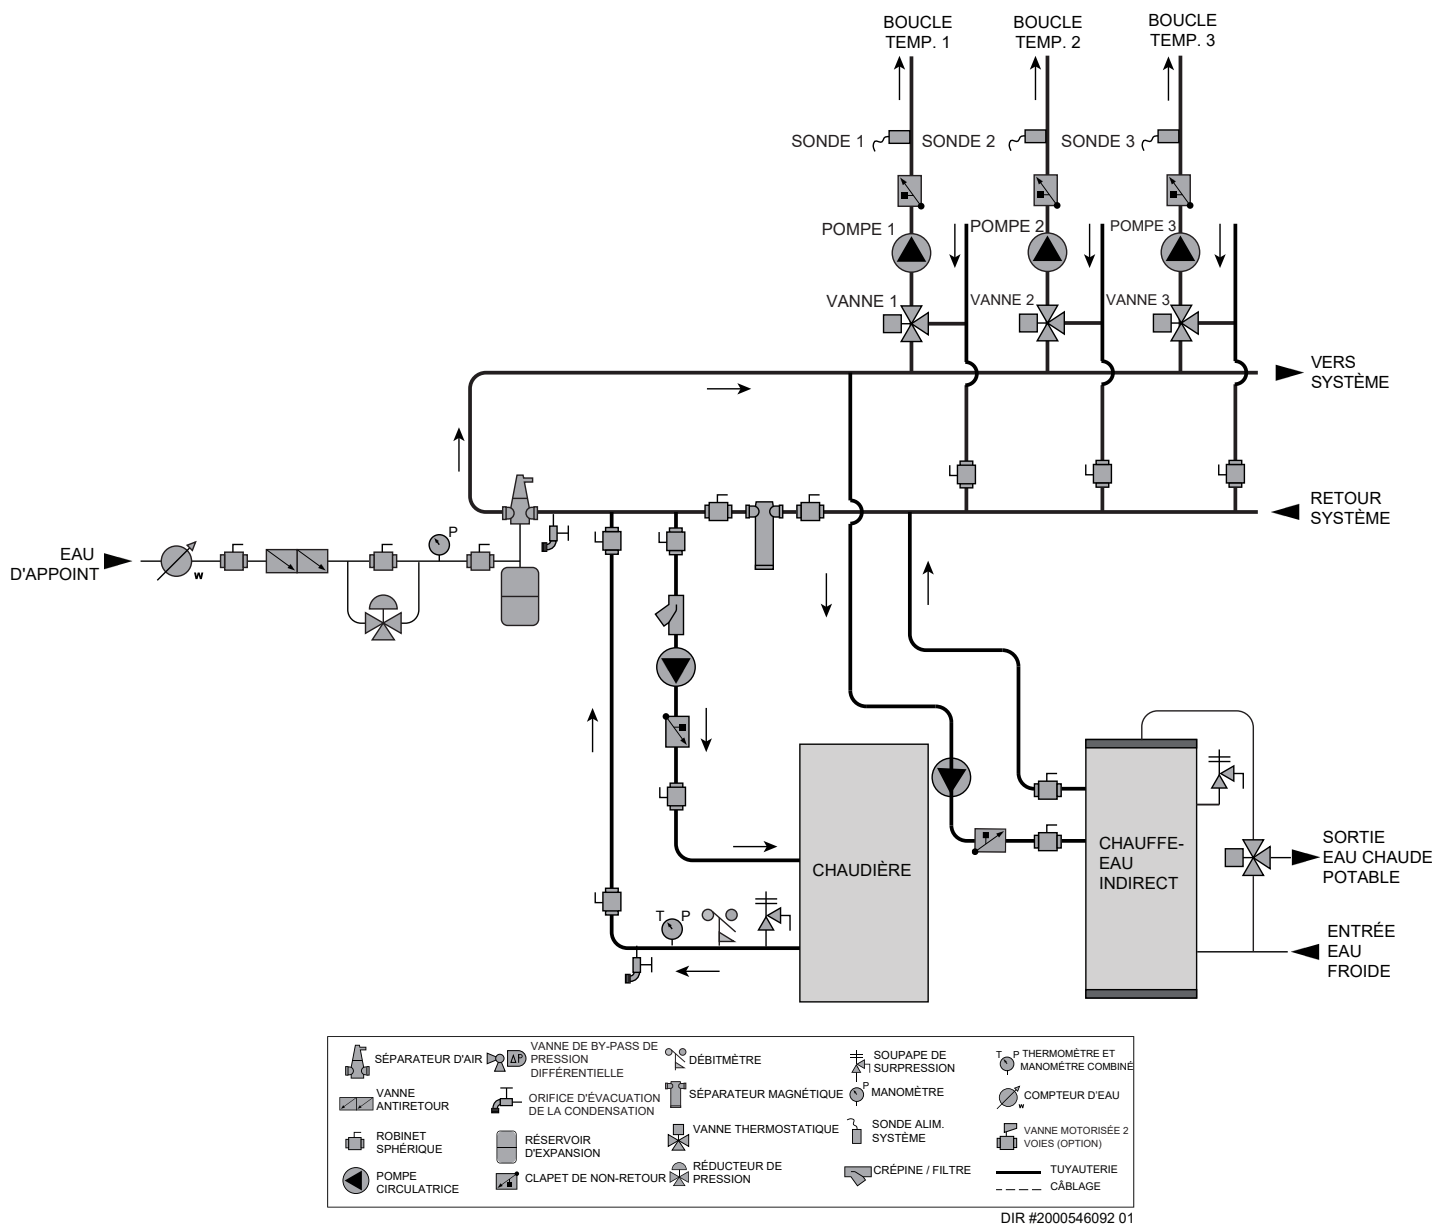 BOUCLE
TEMP. 1
BOUCLE
TEMP. 2
BOUCLE
TEMP. 3
SONDE 1
SONDE 2
SONDE 3
POMPE 1
POMPE 2
POMPE 3
VANNE 1
VANNE 2
VANNE 3
VERS
SYSTÈME
RETOUR
SYSTÈME
EAU
D'APPOINT
W
P
CHAUDIÈRE
T P
CHAUFFE-
EAU
INDIRECT
SORTIE
EAU CHAUDE
POTABLE
ENTRÉE
EAU
FROIDE
SÉPARATEUR D'AIR
VANNE
ANTIRETOUR
ROBINET
SPHÉRIQUE
POMPE
CIRCULATRICE
ΔP
VANNE DE BY-PASS DE
PRESSION
DIFFÉRENTIELLE
ORIFICE D'ÉVACUATION
DE LA CONDENSATION
RÉSERVOIR
D'EXPANSION
CLAPET DE NON-RETOUR
DÉBITMÈTRE
SÉPARATEUR MAGNÉTIQUE
VANNE THERMOSTATIQUE
RÉDUCTEUR DE
PRESSION
SOUPAPE DE
SURPRESSION
P
MANOMÈTRE
SONDE ALIM.
SYSTÈME
CRÉPINE / FILTRE
T P
THERMOMÈTRE ET
MANOMÈTRE COMBINÉ
W
COMPTEUR D'EAU
VANNE MOTORISÉE 2
VOIES (OPTION)
TUYAUTERIE
CÂBLAGE
DIR #2000546092 01